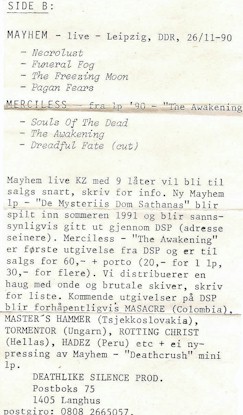 SIDE B:
MAYHEM - live - Leipzig, DDR, 26/11-90
- Necrolust
- Funeral Fog
- The Freezing Moon
- Pagan Fears
MERCILESS - fra lp '90 - "The Awakening
- Souls Of The Dead
- The Awakening
- Dreadful Fate (cut)
Mayhem live KZ med 9 låter vil bli til
salgs snart, skriv for info. Ny Mayhem
lp - "De Mysteriis Dom Sathanas" blir
spilt inn sommeren 1991 og blir sanns-
synligvis gitt ut gjennom DSP (adresse
seinere). Merciless - "The Awakening"
er første utgivelse fra DSP og er til
salgs for 60,- + porto (20,- for 1 lp,
30,- for flere). Vi distribuerer en
haug med onde og brutale skiver, skriv
for liste. Kommende utgivelser på DSP
blir forhåpentligvis MASACRE (Colombia).
MASTER'S HAMMER (Tsjekkoslovakia),
TORMENTOR (Ungarn), ROTTING CHRIST
(Hellas), HADEZ (Peru) etc + ei ny-
pressing av Mayhem - "Deathcrush" mini
lp.
DEATHLIKE SILENCE PROD.
Postboks 75
1405 Langhus
postgiro: 0808 2665057.